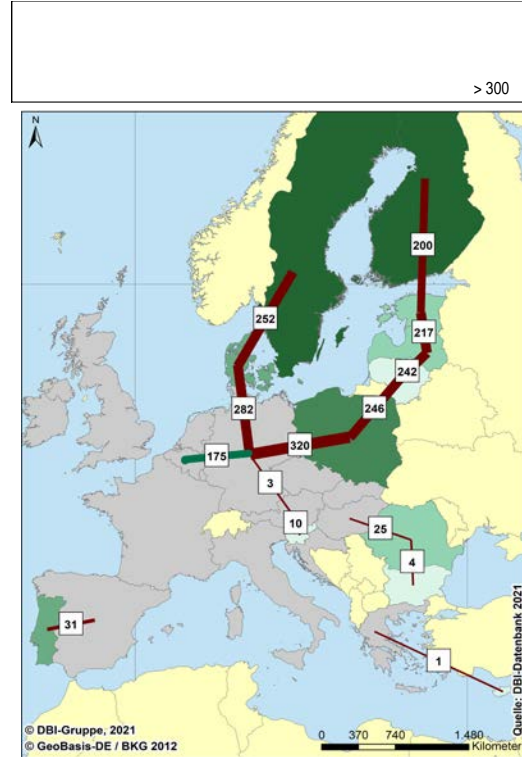 > 300
N
252
200
217
242
246
282
320
175
3
10
25
4
31
1
Quelle: DBI-Datenbank 2021
© DBI-Gruppe, 2021
© GeoBasis-DE / BKG 2012
0 370 740 1.480
Kilometer